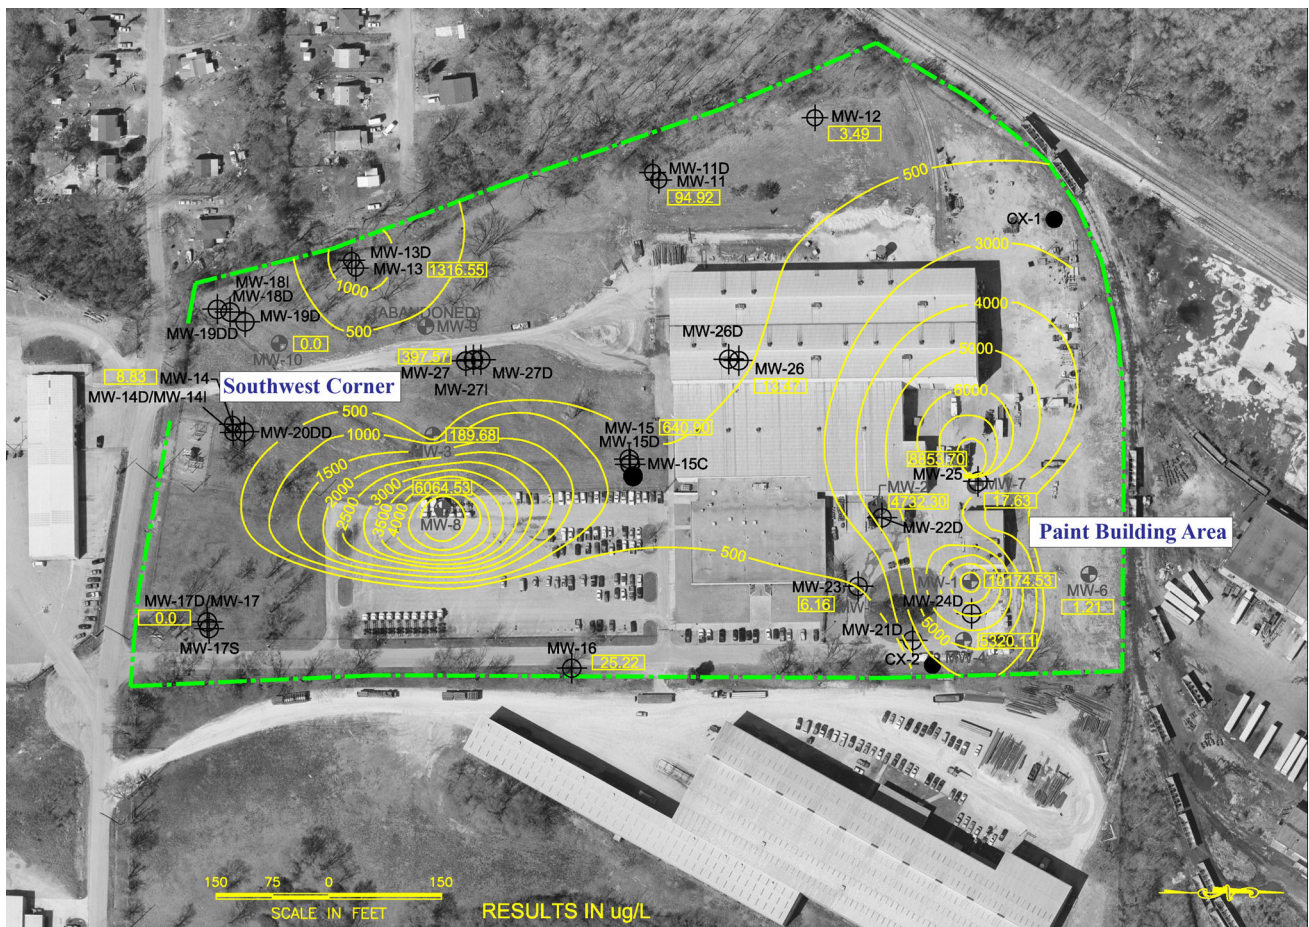 MW-12
3.49
MW-11D
MW-11
94.92
500
CX-1
MW-13D
MW-13
1316.55
1000
500
3000
4000
5000
6000
MW-18I
MW-18D
MW-19D
MW-19DD
(ABANDONED)
MW-9
0.0
MW-10
397.57
MW-27
MW-27D
MW-27I
MW-26D
MW-26
13.47
8.83
MW-14
Southwest Corner
MW-14D/MW-14I
MW-20DD
500
1000
1500
2000
2500
3000
3500
4000
189.68
MW-3
6064.53
MW-8
MW-15
MW-15D
MW-15C
8853.70
MW-25
MW-7
17.63
MW-2
4732.30
MW-22D
Paint Building Area
500
MW-23
6.16
MW-1
10174.53
MW-24D
MW-6
1.21
MW-21D
5000
5320.11
CX-2
MW-4
MW-17D/MW-17
0.0
MW-17S
MW-16
25.22
150 75 0 150
SCALE IN FEET
RESULTS IN ug/L